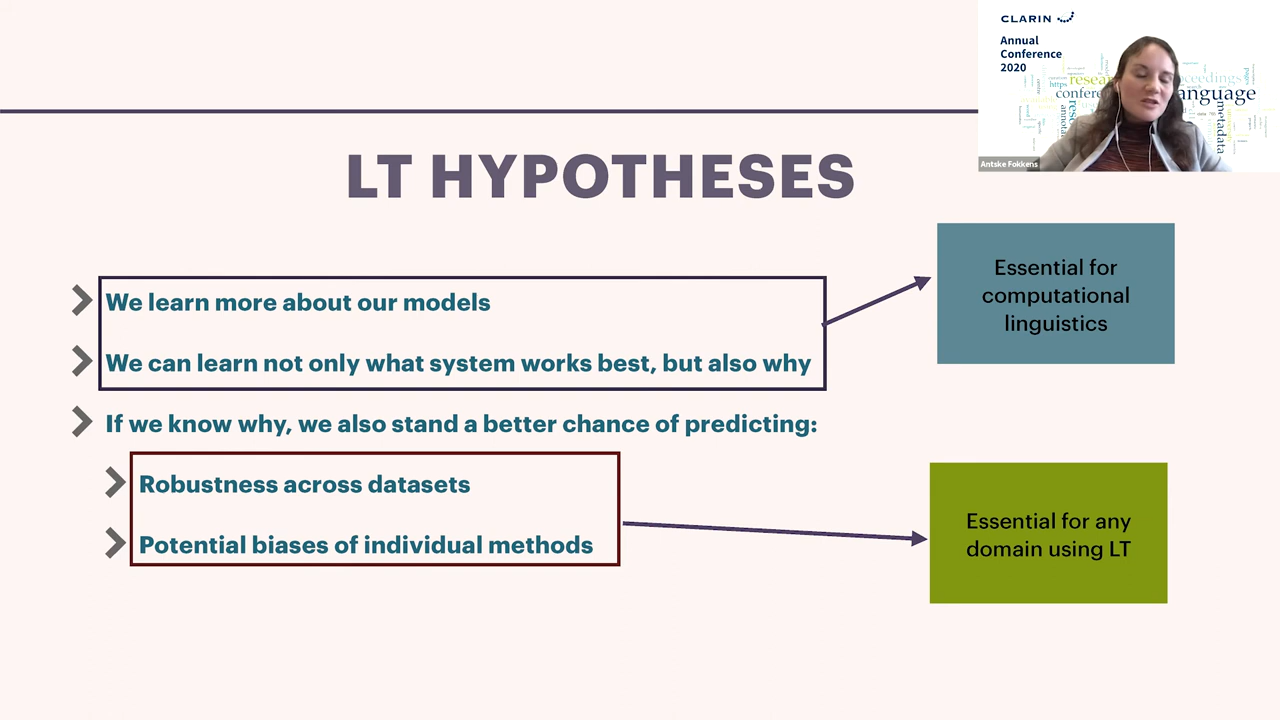 CLARIN
Annual
Conference
2020
language
metadata
Antske Fokkens
LT HYPOTHESES
We learn more about our models
We can learn not only what system works best, but also why
If we know why, we also stand a better chance of predicting:
Robustness across datasets
Potential biases of individual methods
Essential for
computational
linguistics
Essential for any
domain using LT